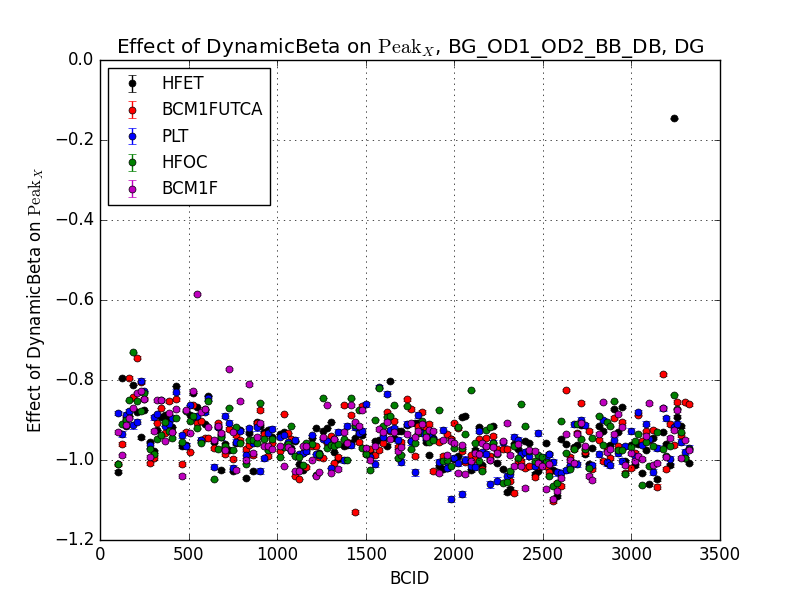 Effect of DynamicBeta on Peak_X, BG_OD1_OD2_BB_DB, DG
HFET
BCM1FUTCA
PLT
HFOC
BCM1F
Effect of DynamicBeta on Peak_X
0.0
−0.2
−0.4
−0.6
−0.8
−1.0
−1.2
0 500 1000 1500 2000 2500 3000 3500
BCID